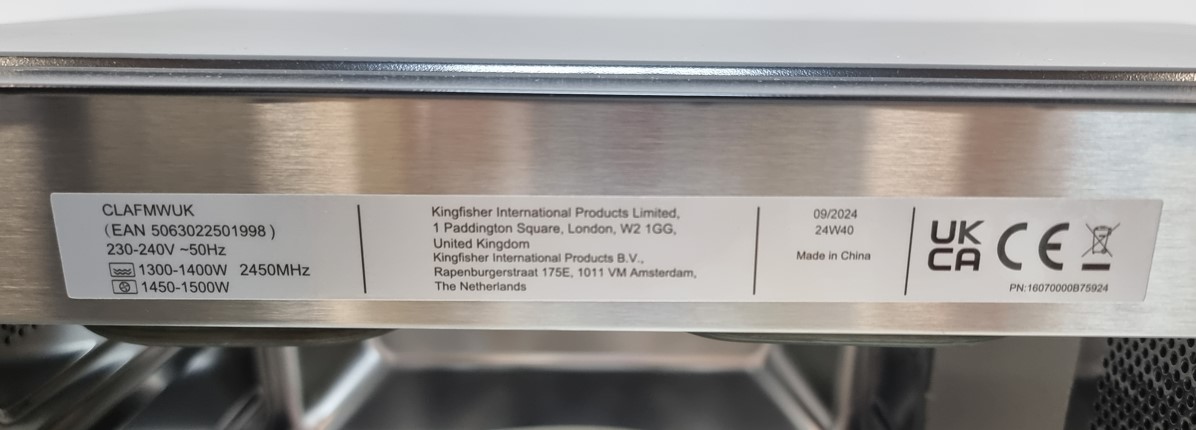 CLAFMWUK
(EAN 5063022501998 )
230-240V ~50Hz
1300-1400W 2450MHz
1450-1500W
Kingfisher International Products Limited,
1 Paddington Square, London, W2 1GG,
United Kingdom
Kingfisher International Products B.V.,
Rapenburgerstraat 175E, 1011 VM Amsterdam,
The Netherlands
09/2024
24W40
Made in China
UK
CA
CE
PN:16070000B75924